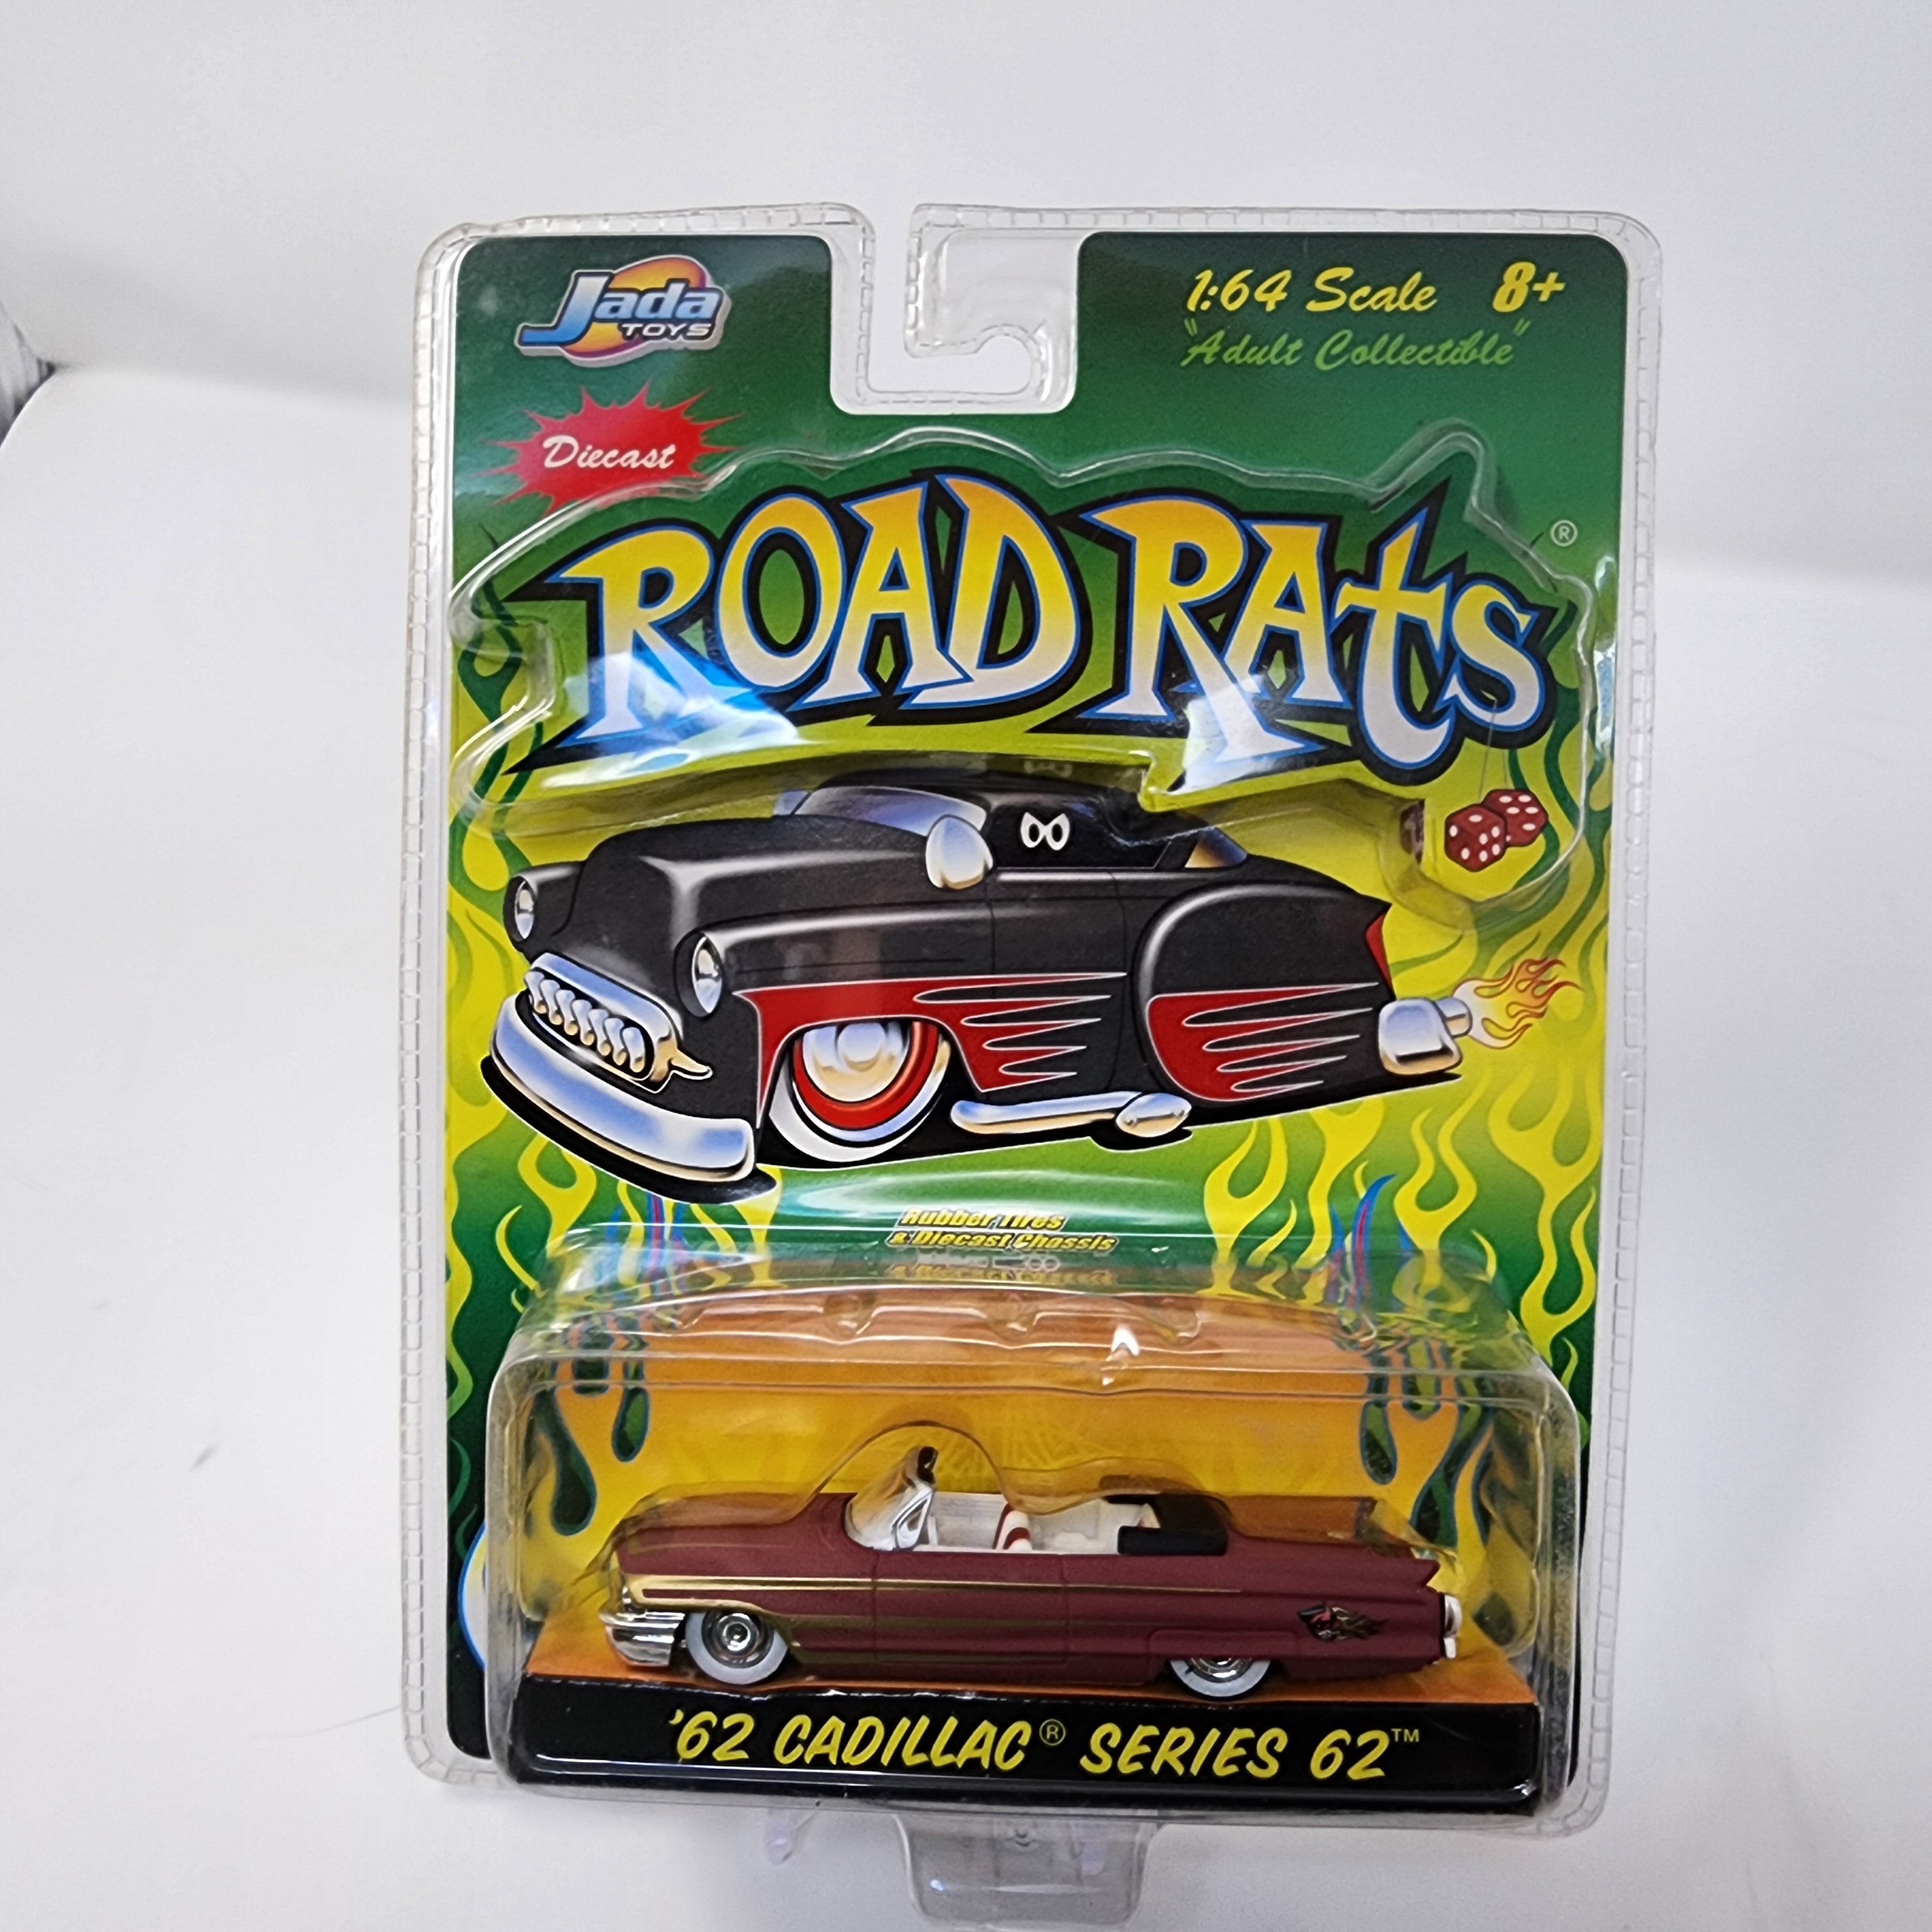 Jada
TOYS
1:64 Scale 8+
"Adult Collectible"
Diecast
ROAD RATS ®
Rubber Tires
& Diecast Chassis
'62 CADILLAC® SERIES 62™